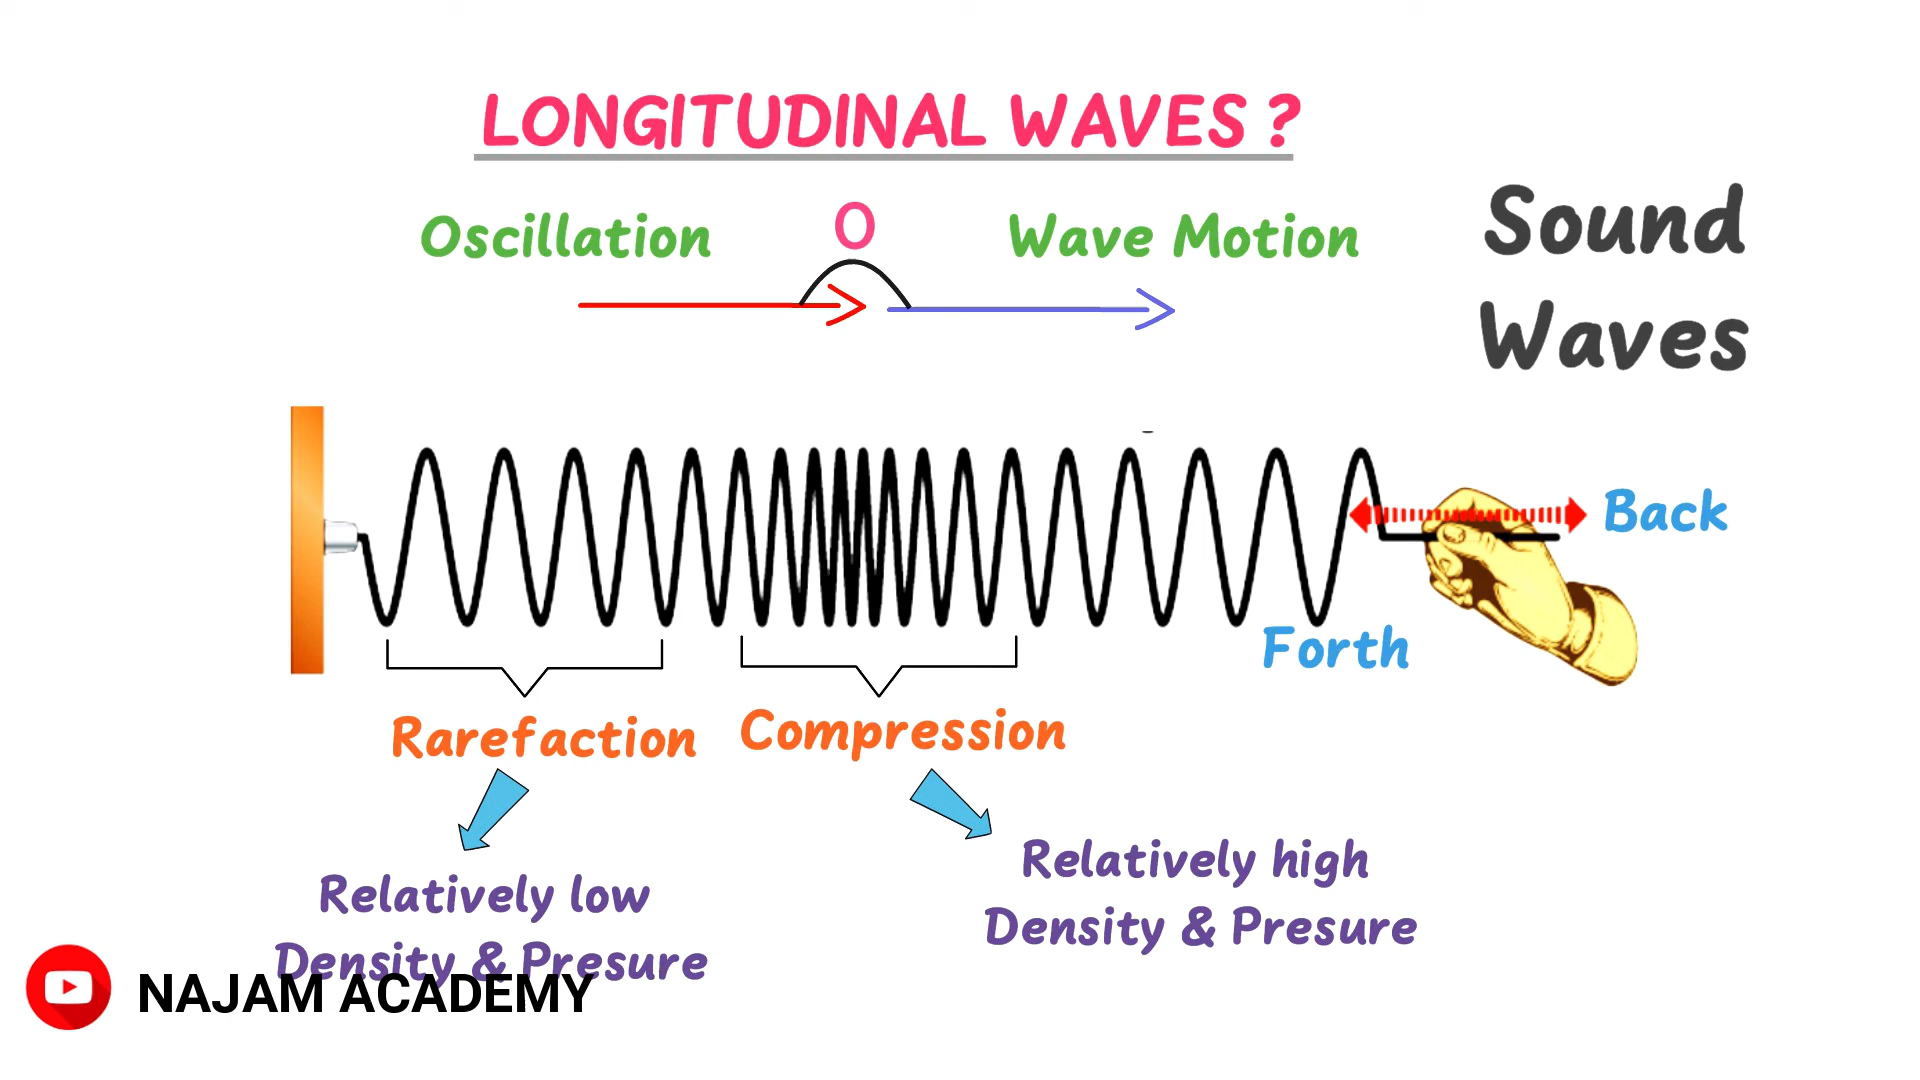 LONGITUDINAL WAVES ?
Oscillation
O
Wave Motion
Sound
Waves
Back
Forth
Rarefaction
Compression
Relatively low
Density & Presure
Relatively high
Density & Presure
NAJAM ACADEMY